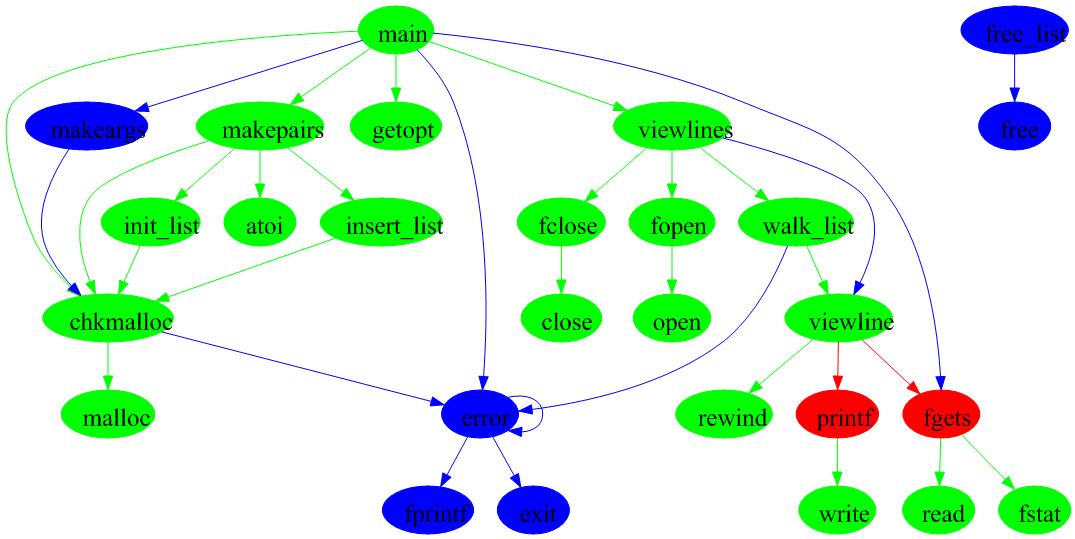 main
free_list
makeargs
makepairs
getopt
viewlines
free
init_list
atoi
insert_list
fclose
fopen
walk_list
chkmalloc
close
open
viewline
malloc
error
rewind
printf
fgets
fprintf
exit
write
read
fstat